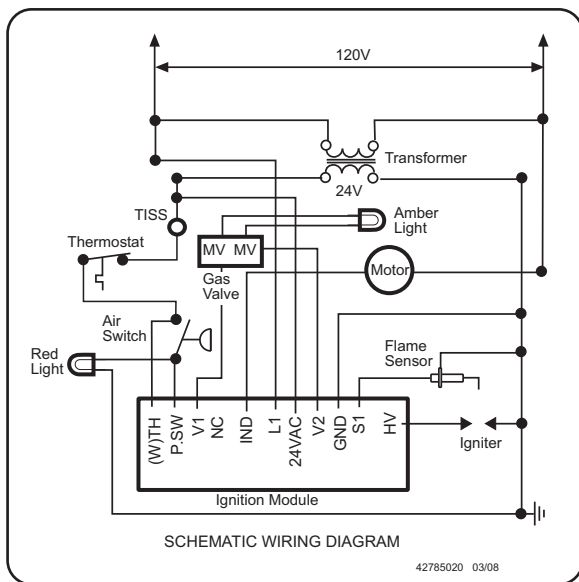 120V
Transformer
24V
TISS
Amber
Light
Thermostat
MV MV
Gas
Valve
Motor
Air
Switch
Red
Light
Flame
Sensor
(W)TH
P.SW
V1
NC
IND
L1
24VAC
V2
GND
S1
HV
Igniter
Ignition Module
SCHEMATIC WIRING DIAGRAM
42785020 03/08